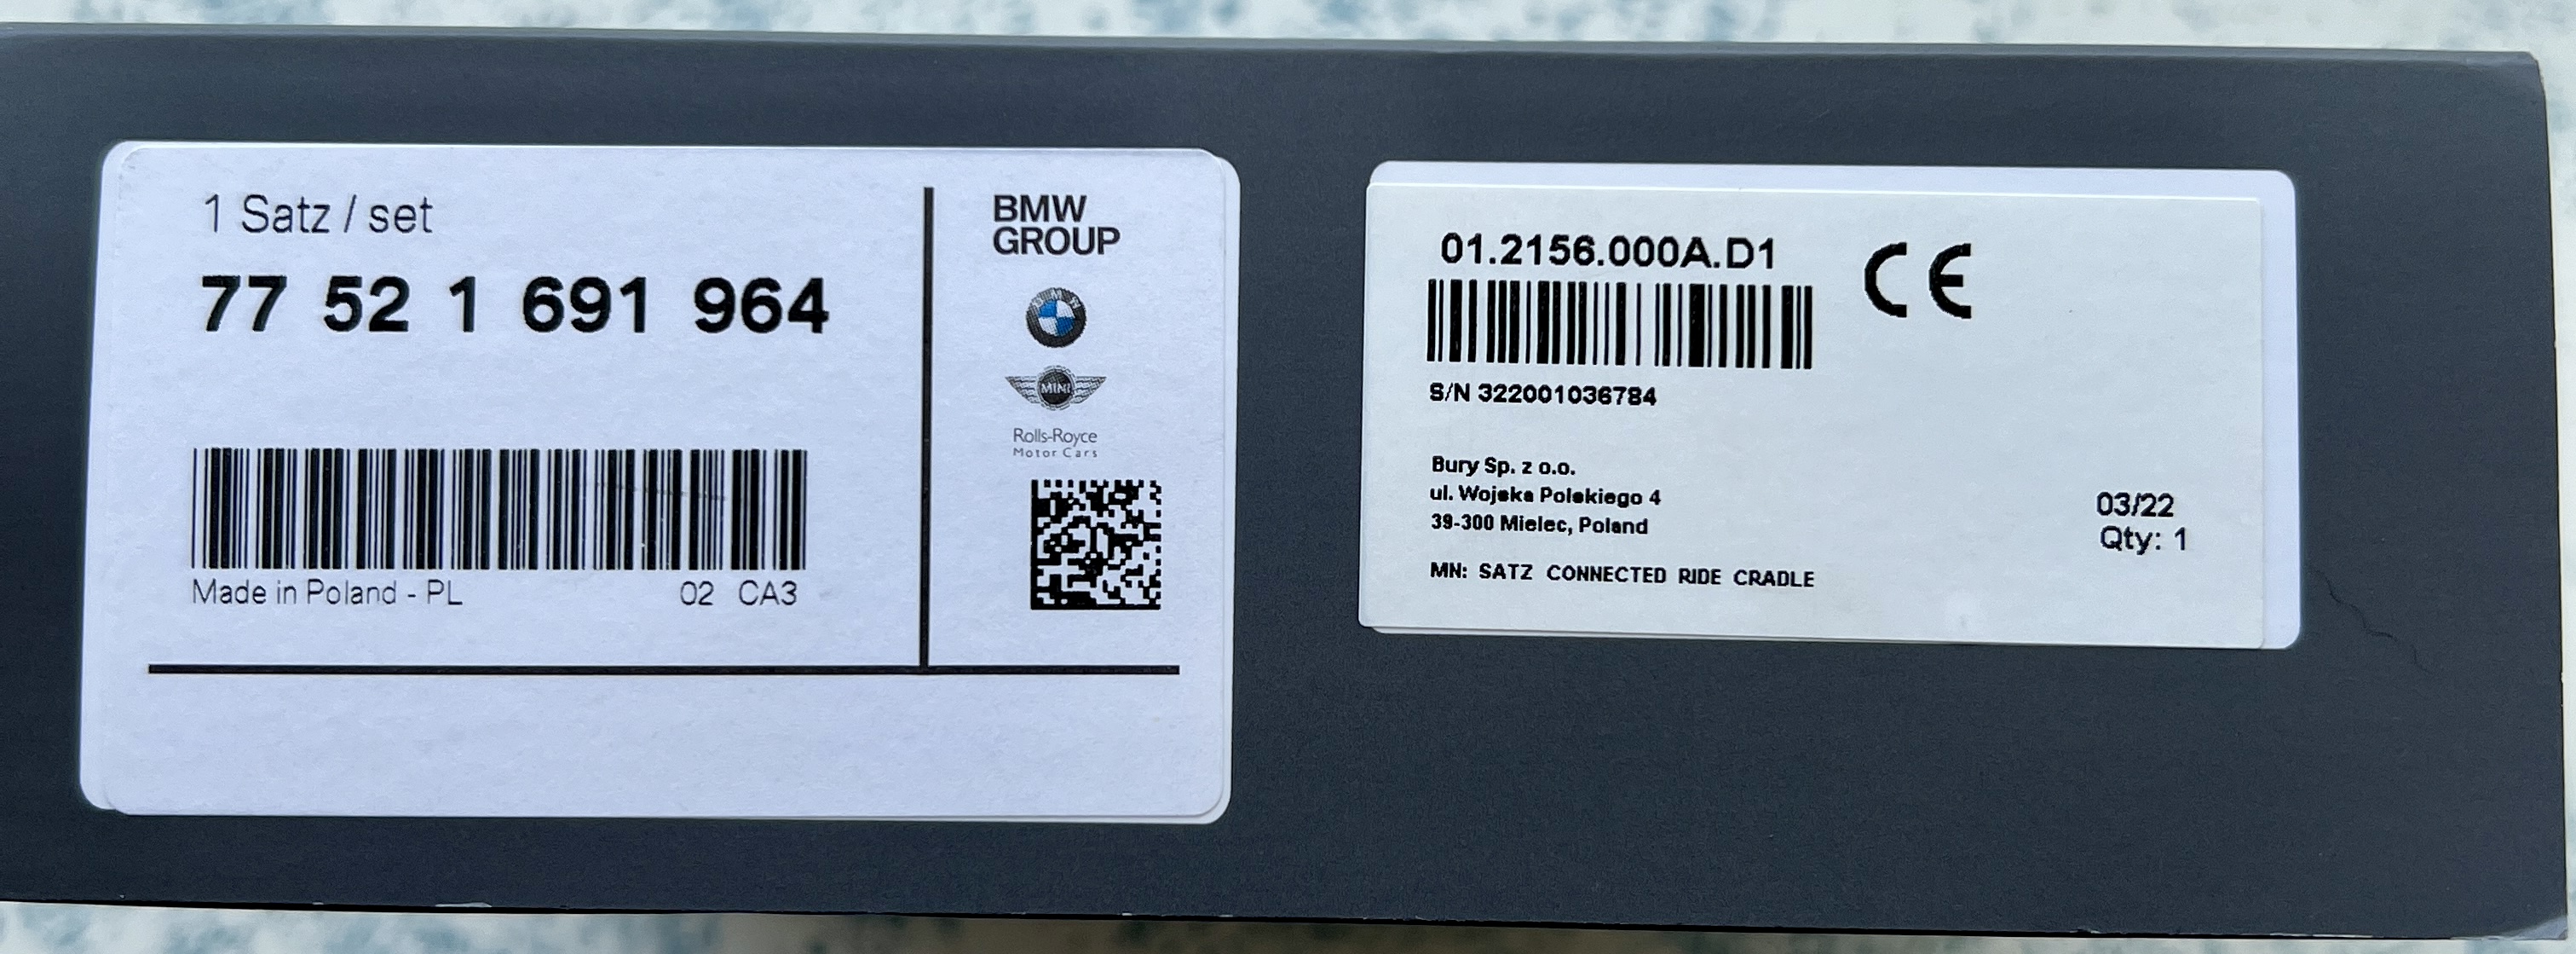 1 Satz / set
77 52 1 691 964
Made in Poland - PL 02 CA3
BMW
GROUP
BMW
MINI
Rolls-Royce
Motor Cars
01.2156.000A.D1
CE
S/N 322001036784
Bury Sp. z o.o.
ul. Wojska Polskiego 4
39-300 Mielec, Poland
03/22
Qty: 1
MN: SATZ CONNECTED RIDE CRADLE